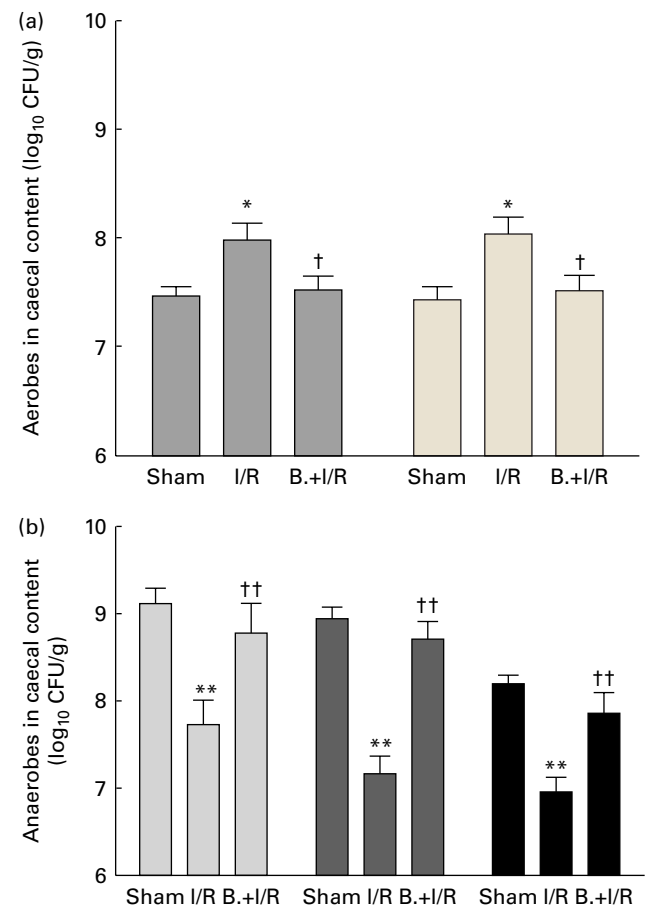 (a)
Aerobes in caecal content (log10 CFU/g)
10
9
8
7
6
*
†
*
†
Sham I/R B.+I/R Sham I/R B.+I/R
(b)
Anaerobes in caecal content
(log10 CFU/g)
10
9
8
7
6
**
††
**
††
**
††
Sham I/R B.+I/R Sham I/R B.+I/R Sham I/R B.+I/R